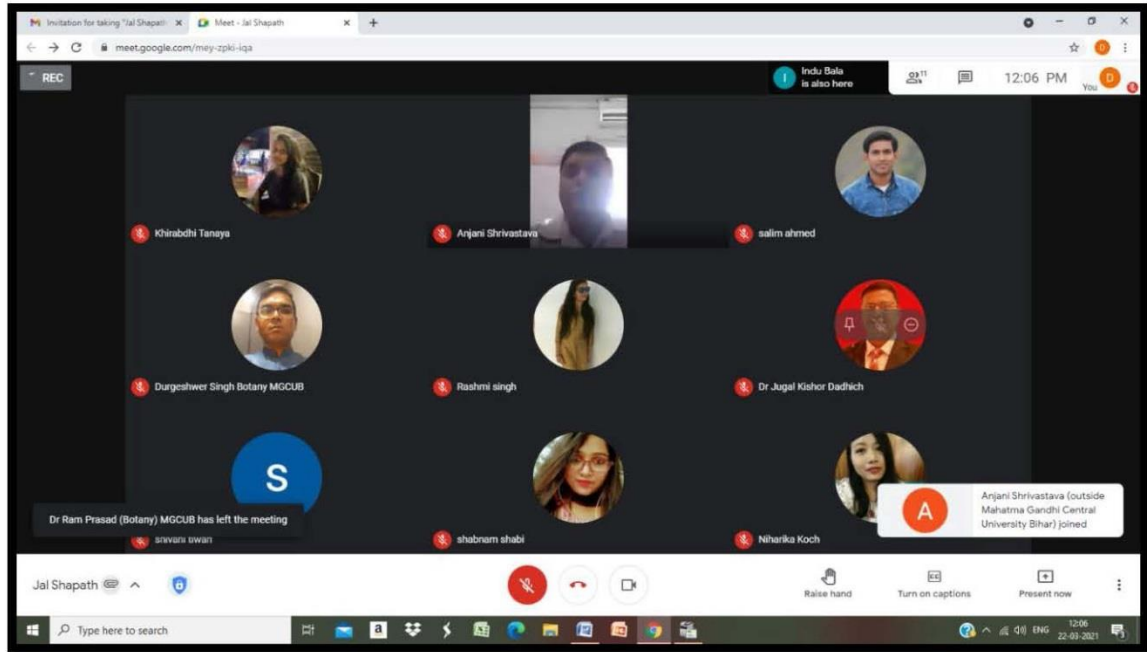 Invitation for taking "Jal Shapath
Meet - Jal Shapath
meet.google.com/mey-zpki-iqa
D
REC
I
Indu Bala
is also here
11
12:06 PM
You
D
Khirabdhi Tanaya
Anjani Shrivastava
salim ahmed
Durgeshwer Singh Botany MGCUB
Rashmi singh
Dr Jugal Kishor Dadhich
S
Dr Ram Prasad (Botany) MGCUB has left the meeting
A
Anjani Shrivastava (outside
Mahatma Gandhi Central
University Bihar) joined
shabnam shabi
Niharika Koch
Jal Shapath
Raise hand
Turn on captions
Present now
Type here to search
a
ENG
12:06
22-03-2021